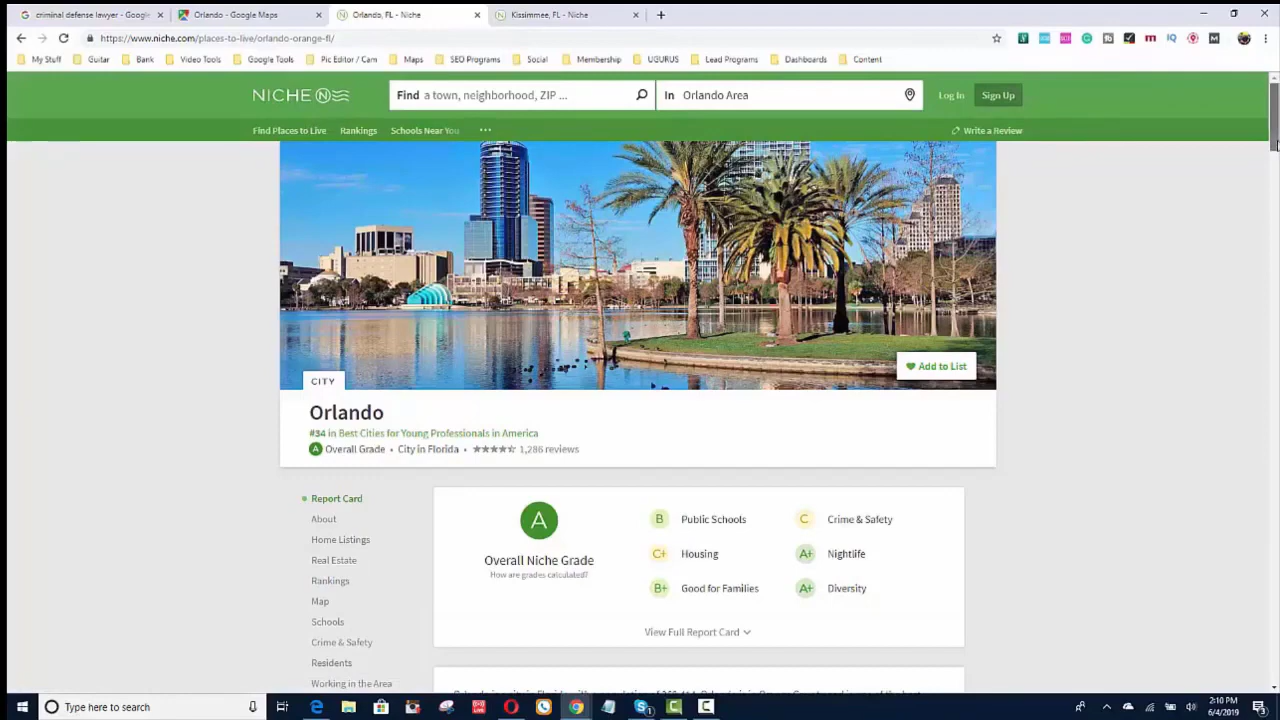 criminal defense lawyer - Google
Orlando - Google Maps
Orlando, FL - Niche
Kissimmee, FL - Niche
https://www.niche.com/places-to-live/orlando-orange-fl/
My Stuff
Guitar
Bank
Video Tools
Google Tools
Pic Editor / Cam
Maps
SEO Programs
Social
Membership
UGURUS
Lead Programs
Dashboards
Content
NICHE N
Find a town, neighborhood, ZIP ...
In Orlando Area
Log In
Sign Up
Find Places to Live
Rankings
Schools Near You
Write a Review
Add to List
CITY
Orlando
#34 in Best Cities for Young Professionals in America
A Overall Grade • City in Florida • 1,286 reviews
Report Card
About
Home Listings
Real Estate
Rankings
Map
Schools
Crime & Safety
Residents
Working in the Area
A
Overall Niche Grade
How are grades calculated?
B Public Schools
C Crime & Safety
C+ Housing
A+ Nightlife
B+ Good for Families
A+ Diversity
View Full Report Card
Type here to search
2:10 PM
6/4/2019